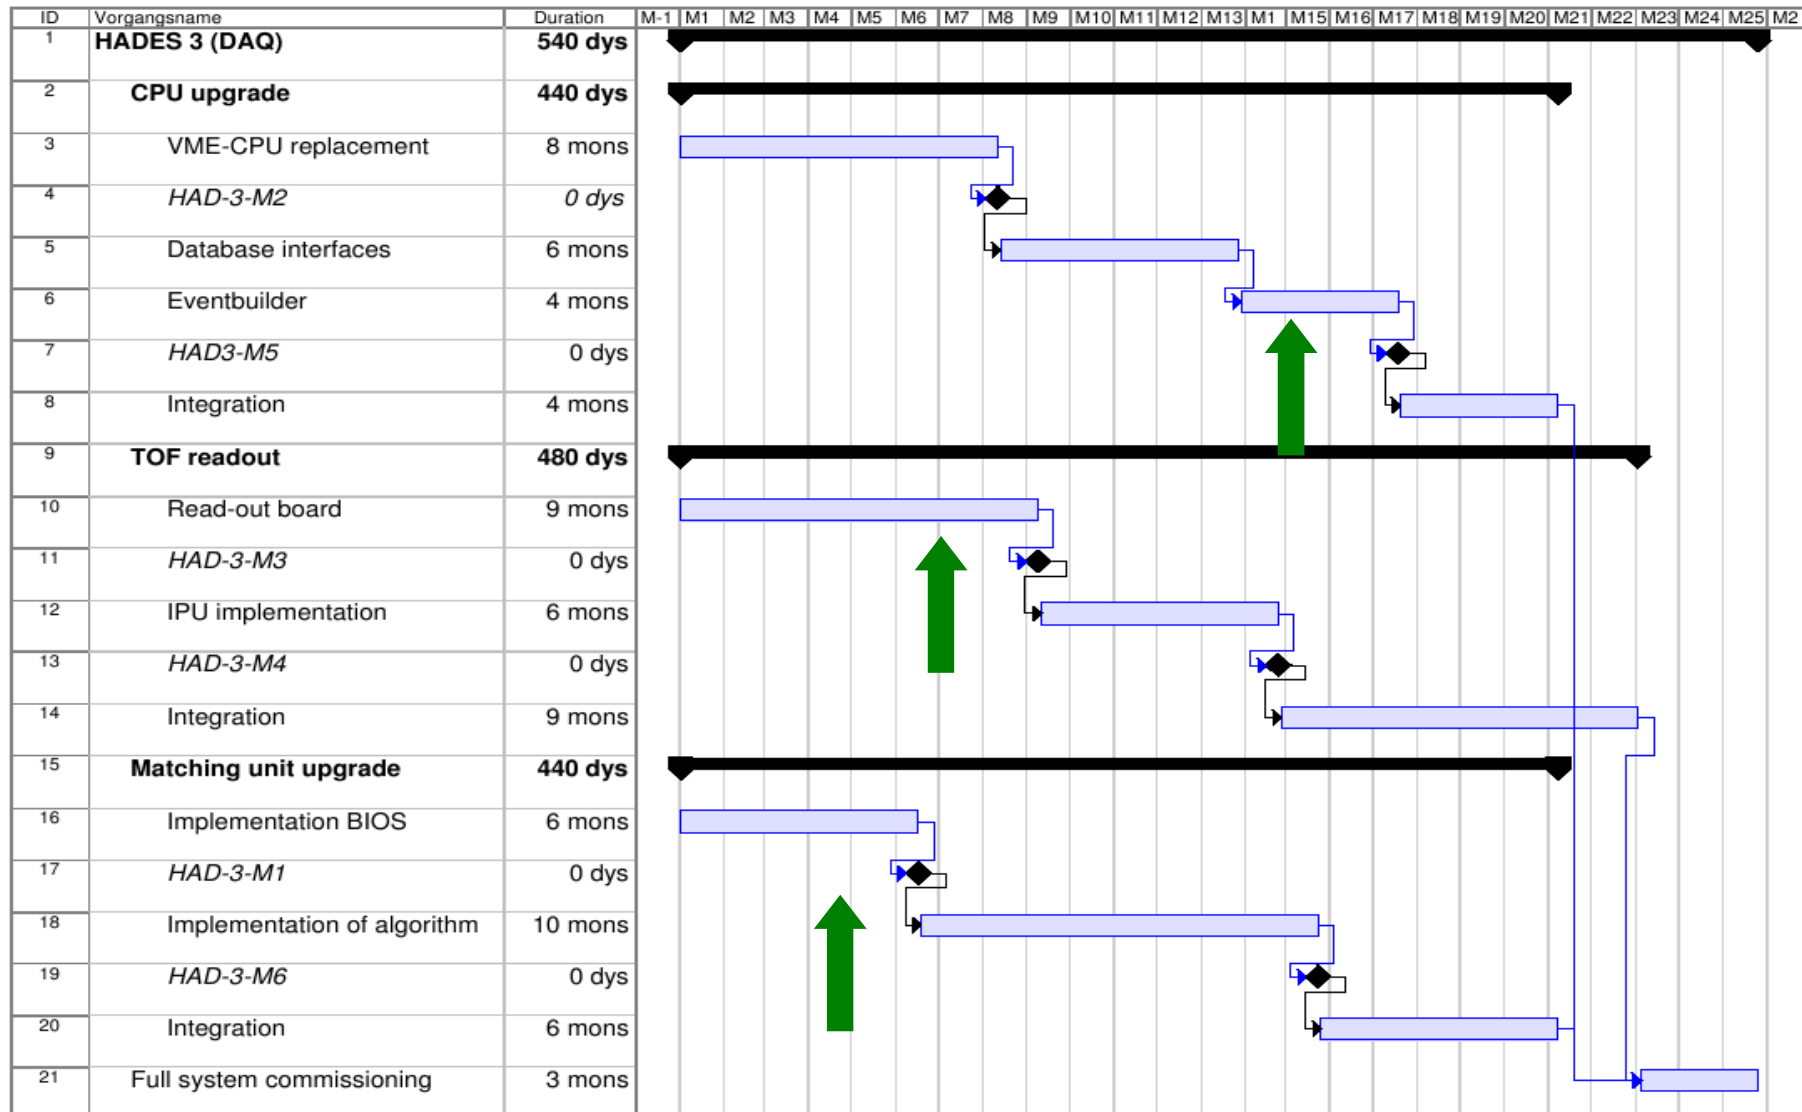 ID Vorgangsname Duration M-1 M1 M2 M3 M4 M5 M6 M7 M8 M9 M10 M11 M12 M13 M1 M15 M16 M17 M18 M19 M20 M21 M22 M23 M24 M25 M2
1 HADES 3 (DAQ) 540 dys
2 CPU upgrade 440 dys
3 VME-CPU replacement 8 mons
4 HAD-3-M2 0 dys
5 Database interfaces 6 mons
6 Eventbuilder 4 mons
7 HAD3-M5 0 dys
8 Integration 4 mons
9 TOF readout 480 dys
10 Read-out board 9 mons
11 HAD-3-M3 0 dys
12 IPU implementation 6 mons
13 HAD-3-M4 0 dys
14 Integration 9 mons
15 Matching unit upgrade 440 dys
16 Implementation BIOS 6 mons
17 HAD-3-M1 0 dys
18 Implementation of algorithm 10 mons
19 HAD-3-M6 0 dys
20 Integration 6 mons
21 Full system commissioning 3 mons